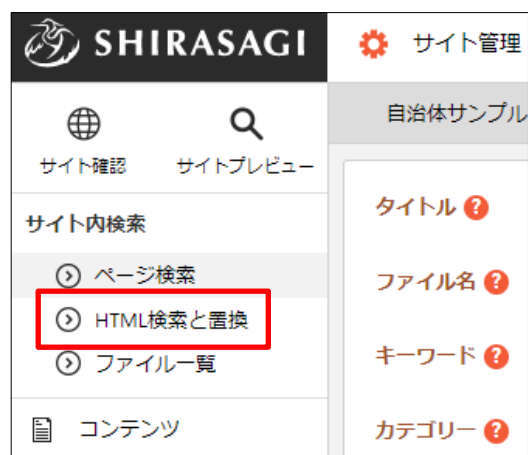 SHIRASAGI
サイト管理
サイト確認
サイトプレビュー
自治体サンプル
サイト内検索
ページ検索
HTML検索と置換
ファイル一覧
コンテンツ
タイトル ?
ファイル名 ?
キーワード ?
カテゴリー ?